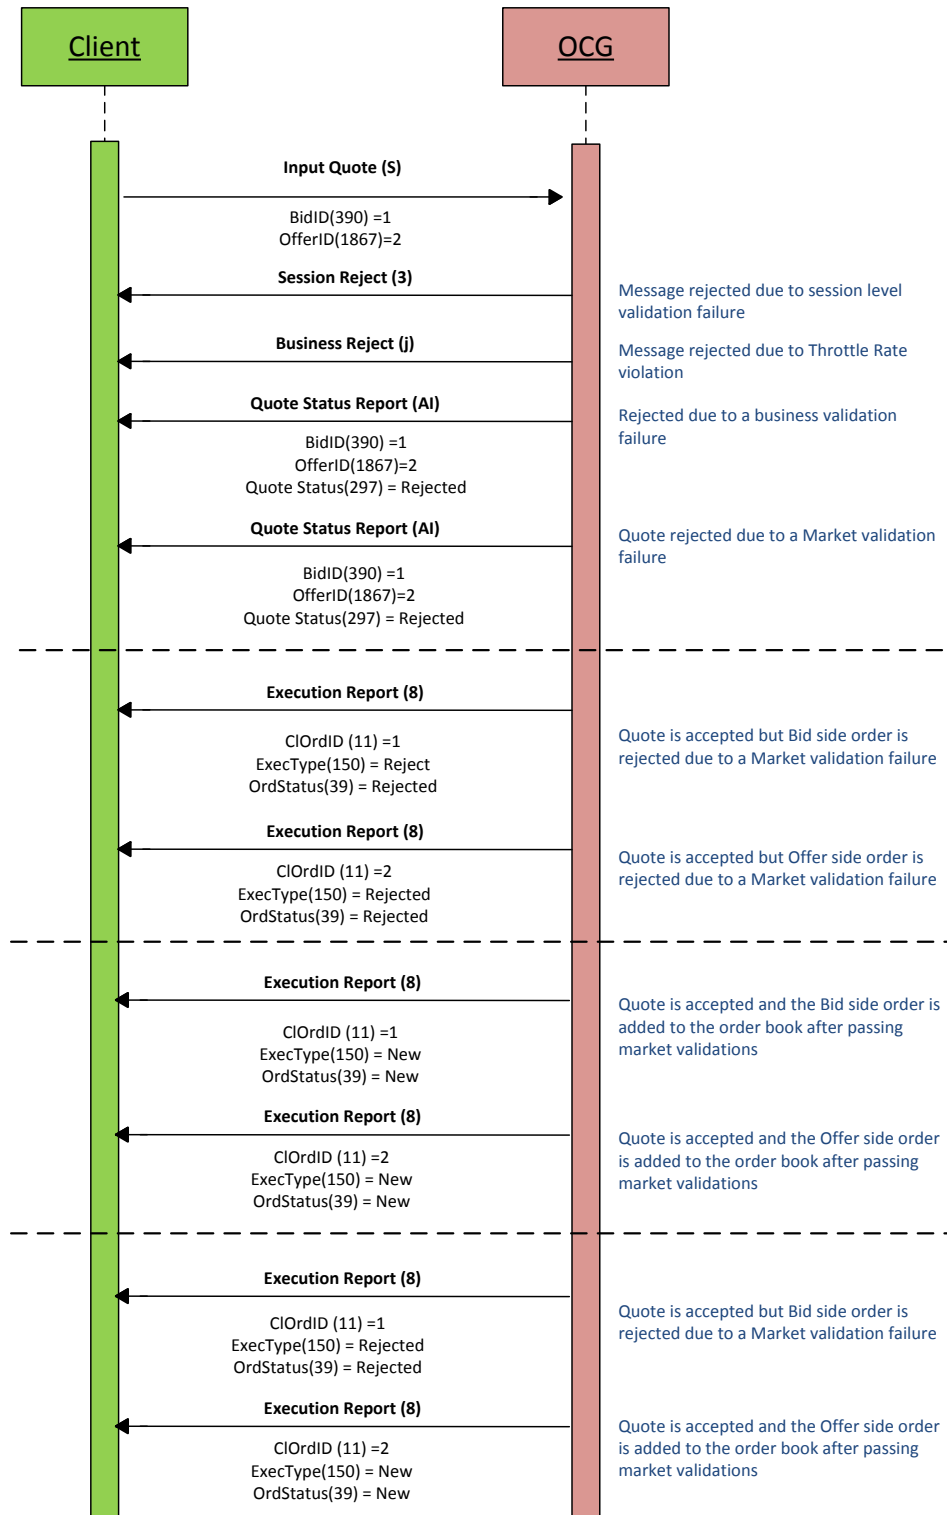 Client
OCG
Input Quote (S)
BidID(390) =1
OfferID(1867)=2
Session Reject (3)
Message rejected due to session level
validation failure
Business Reject (j)
Message rejected due to Throttle Rate
violation
Quote Status Report (AI)
Rejected due to a business validation
failure
BidID(390) =1
OfferID(1867)=2
Quote Status(297) = Rejected
Quote Status Report (AI)
Quote rejected due to a Market validation
failure
BidID(390) =1
OfferID(1867)=2
Quote Status(297) = Rejected
Execution Report (8)
Quote is accepted but Bid side order is
rejected due to a Market validation failure
ClOrdID (11) =1
ExecType(150) = Reject
OrdStatus(39) = Rejected
Execution Report (8)
Quote is accepted but Offer side order is
rejected due to a Market validation failure
ClOrdID (11) =2
ExecType(150) = Rejected
OrdStatus(39) = Rejected
Execution Report (8)
Quote is accepted and the Bid side order is
added to the order book after passing
market validations
ClOrdID (11) =1
ExecType(150) = New
OrdStatus(39) = New
Execution Report (8)
Quote is accepted and the Offer side order
is added to the order book after passing
market validations
ClOrdID (11) =2
ExecType(150) = New
OrdStatus(39) = New
Execution Report (8)
Quote is accepted but Bid side order is
rejected due to a Market validation failure
ClOrdID (11) =1
ExecType(150) = Rejected
OrdStatus(39) = Rejected
Execution Report (8)
Quote is accepted and the Offer side order
is added to the order book after passing
market validations
ClOrdID (11) =2
ExecType(150) = New
OrdStatus(39) = New